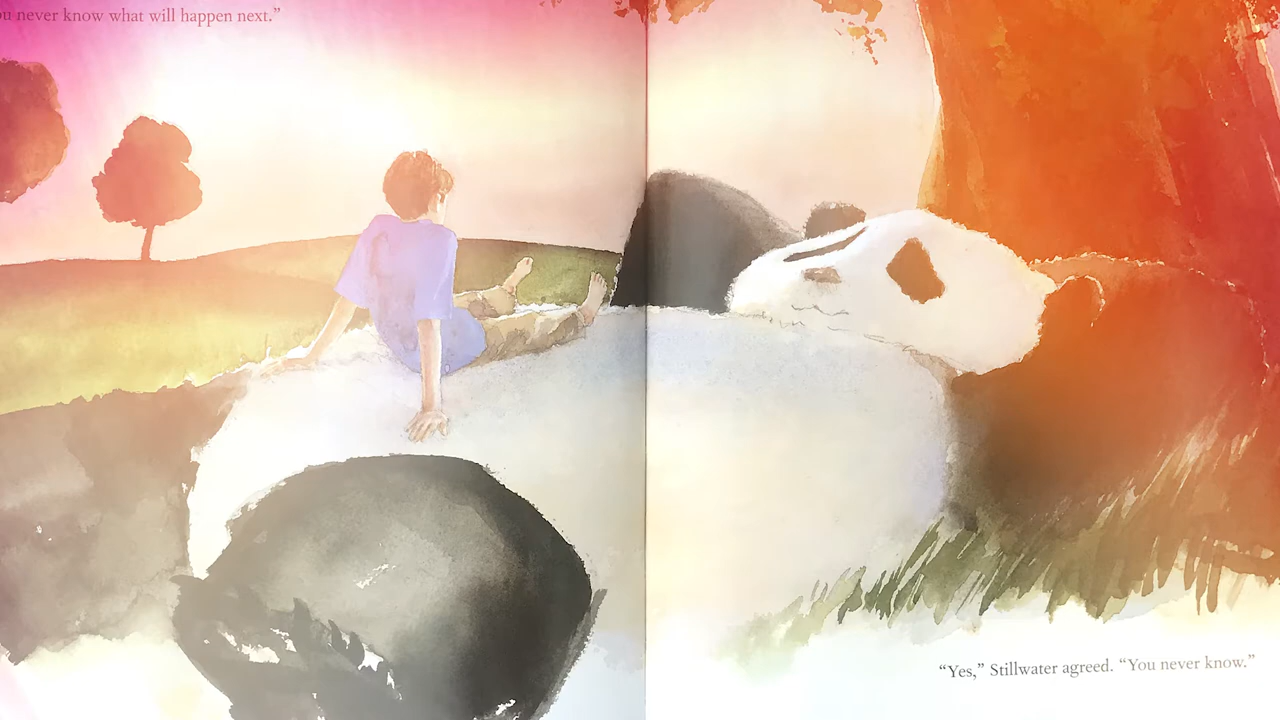 never know what will happen next.”
“Yes,” Stillwater agreed. “You never know.”